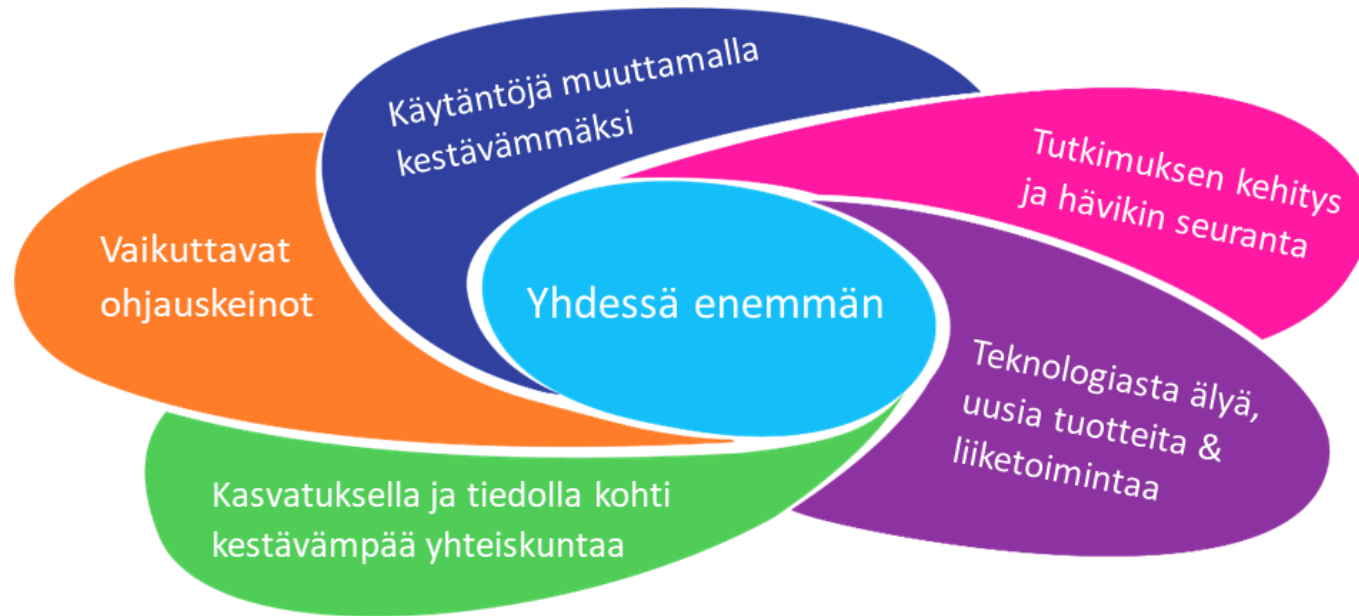 Käytäntöjä muuttamalla
kestävämmäksi
Tutkimuksen kehitys
ja hävikin seuranta
Vaikuttavat
ohjauskeinot
Yhdessä enemmän
Teknologiasta älyä,
uusia tuotteita &
liiketoimintaa
Kasvatuksella ja tiedolla kohti
kestävämpää yhteiskuntaa